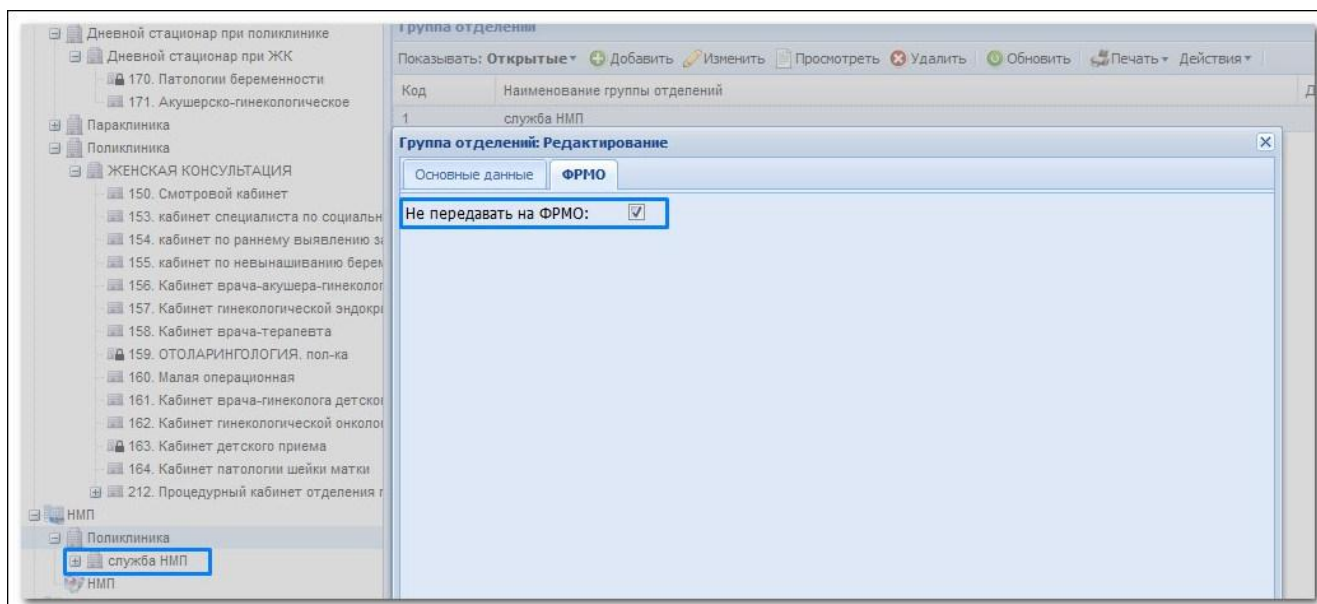 Дневной стационар при поликлинике
Дневной стационар при ЖК
170. Патологии беременности
171. Акушерско-гинекологическое
Параклиника
Поликлиника
ЖЕНСКАЯ КОНСУЛЬТАЦИЯ
150. Смотровой кабинет
153. кабинет специалиста по социальн
154. кабинет по раннему выявлению за
155. кабинет по невынашиванию берем
156. Кабинет врача-акушера-гинеколог
157. Кабинет гинекологической эндокри
158. Кабинет врача-терапевта
159. ОТОЛАРИНГОЛОГИЯ. пол-ка
160. Малая операционная
161. Кабинет врача-гинеколога детског
162. Кабинет гинекологической онколог
163. Кабинет детского приема
164. Кабинет патологии шейки матки
212. Процедурный кабинет отделения
НМП
Поликлиника
служба НМП
НМП
Группа отделений
Показывать: Открытые Добавить Изменить Просмотреть Удалить Обновить Печать Действия
Код Наименование группы отделений Д
1 служба НМП
Группа отделений: Редактирование
Основные данные ФРМО
Не передавать на ФРМО: